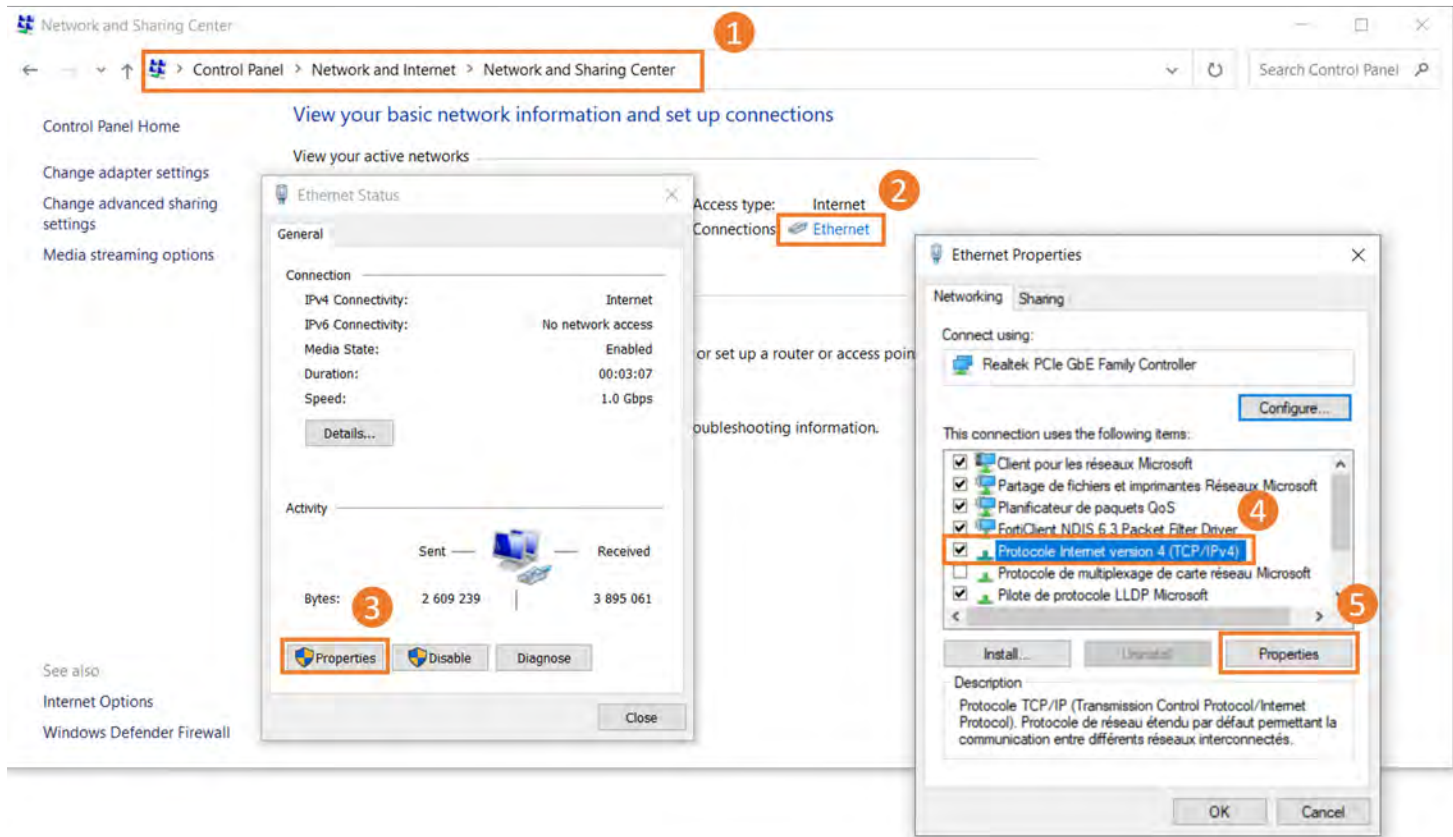 Network and Sharing Center
1
Control Panel > Network and Internet > Network and Sharing Center
Search Control Panel
Control Panel Home
Change adapter settings
Change advanced sharing
settings
Media streaming options
See also
Internet Options
Windows Defender Firewall
View your basic network information and set up connections
View your active networks
Access type: Internet
2
Connections Ethernet
or set up a router or access poin
oubleshooting information.
Ethernet Status
General
Connection
IPv4 Connectivity: Internet
IPv6 Connectivity: No network access
Media State: Enabled
Duration: 00:03:07
Speed: 1.0 Gbps
Details...
Activity
Sent — — Received
Bytes: 2 609 239 3 895 061
3
Properties Disable Diagnose
Close
Ethernet Properties
Networking Sharing
Connect using:
Realtek PCIe GbE Family Controller
Configure...
This connection uses the following items:
Client pour les réseaux Microsoft
Partage de fichiers et imprimantes Réseaux Microsoft
Planificateur de paquets QoS
4
FortiClient NDIS 6.3 Packet Filter Driver
Protocole Internet version 4 (TCP/IPv4)
Protocole de multiplexage de carte réseau Microsoft
Pilote de protocole LLDP Microsoft
5
Install... Uninstall Properties
Description
Protocole TCP/IP (Transmission Control Protocol/Internet
Protocol). Protocole de réseau étendu par défaut permettant la
communication entre différents réseaux interconnectés.
OK Cancel